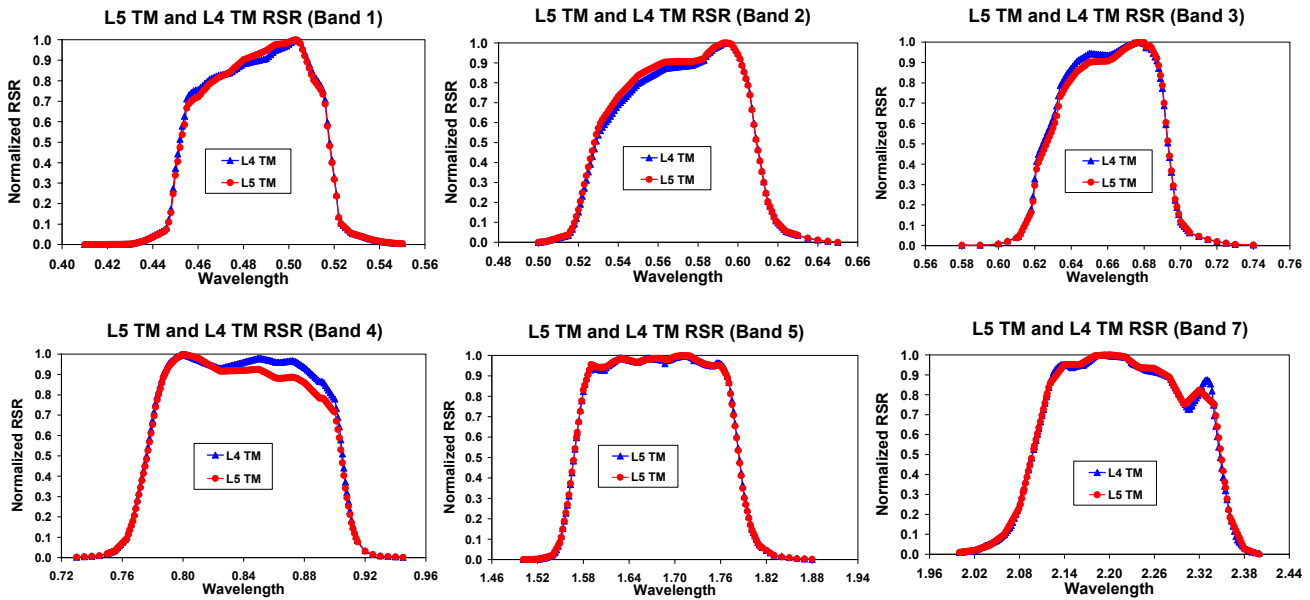 L5 TM and L4 TM RSR (Band 1)
Normalized RSR
1.0
0.9
0.8
0.7
0.6
0.5
0.4
0.3
0.2
0.1
0.0
L4 TM
L5 TM
0.40 0.42 0.44 0.46 0.48 0.50 0.52 0.54 0.56
Wavelength
L5 TM and L4 TM RSR (Band 2)
Normalized RSR
1.0
0.9
0.8
0.7
0.6
0.5
0.4
0.3
0.2
0.1
0.0
L4 TM
L5 TM
0.48 0.50 0.52 0.54 0.56 0.58 0.60 0.62 0.64 0.66
Wavelength
L5 TM and L4 TM RSR (Band 3)
Normalized RSR
1.0
0.9
0.8
0.7
0.6
0.5
0.4
0.3
0.2
0.1
0.0
L4 TM
L5 TM
0.56 0.58 0.60 0.62 0.64 0.66 0.68 0.70 0.72 0.74 0.76
Wavelength
L5 TM and L4 TM RSR (Band 4)
Normalized RSR
1.0
0.9
0.8
0.7
0.6
0.5
0.4
0.3
0.2
0.1
0.0
L4 TM
L5 TM
0.72 0.76 0.80 0.84 0.88 0.92 0.96
Wavelength
L5 TM and L4 TM RSR (Band 5)
Normalized RSR
1.0
0.9
0.8
0.7
0.6
0.5
0.4
0.3
0.2
0.1
0.0
L5 TM
L5 TM
1.46 1.52 1.58 1.64 1.70 1.76 1.82 1.88 1.94
Wavelength
L5 TM and L4 TM RSR (Band 7)
Normalized RSR
1.0
0.9
0.8
0.7
0.6
0.5
0.4
0.3
0.2
0.1
0.0
L4 TM
L5 TM
1.96 2.02 2.08 2.14 2.20 2.26 2.32 2.38 2.44
Wavelength